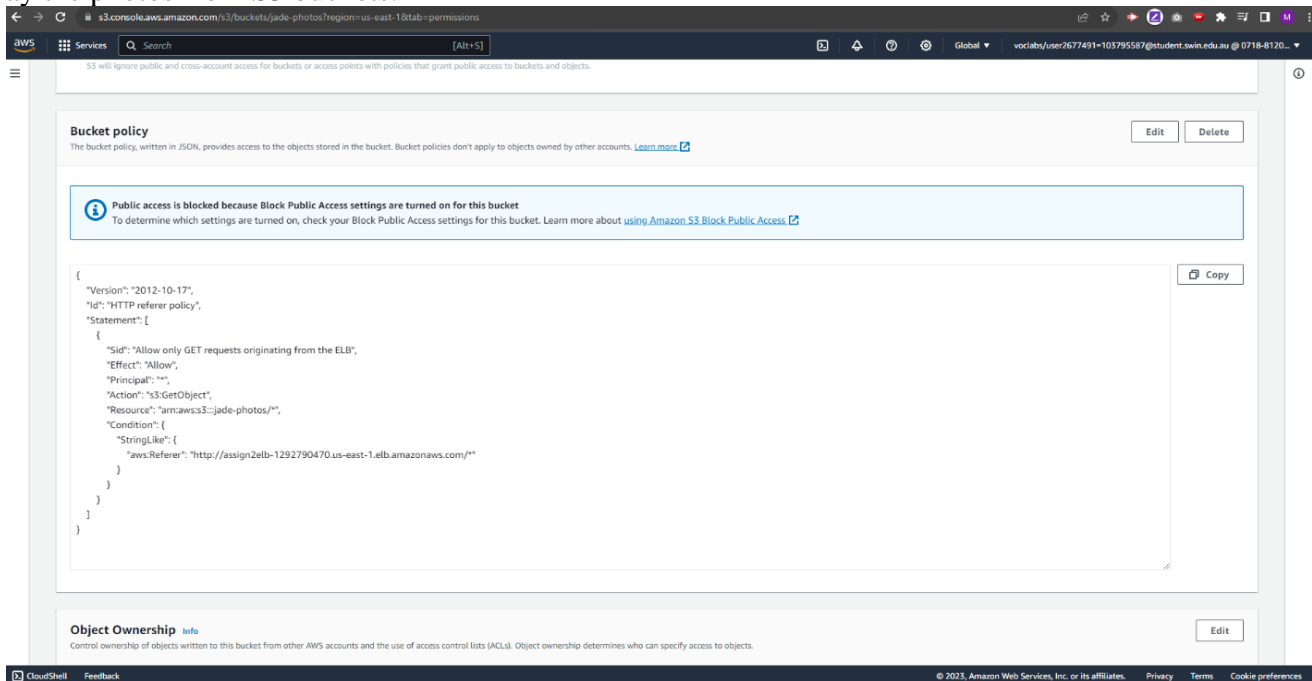 s3.console.aws.amazon.com/s3/buckets/jade-photos?region=us-east-1&tab=permissions
aws Services Search [Alt+S] Global ▼ voclabs/user2677491=103795587@student.swin.edu.au @ 0718-8120... ▼
S3 will ignore public and cross-account access for buckets or access points with policies that grant public access to buckets and objects.
Bucket policy
Edit Delete
The bucket policy, written in JSON, provides access to the objects stored in the bucket. Bucket policies don't apply to objects owned by other accounts. Learn more
Public access is blocked because Block Public Access settings are turned on for this bucket
To determine which settings are turned on, check your Block Public Access settings for this bucket. Learn more about using Amazon S3 Block Public Access
Copy
{
"Version": "2012-10-17",
"Id": "HTTP referer policy",
"Statement": [
{
"Sid": "Allow only GET requests originating from the ELB",
"Effect": "Allow",
"Principal": "*",
"Action": "s3:GetObject",
"Resource": "arn:aws:s3:::jade-photos/*",
"Condition": {
"StringLike": {
"aws:Referer": "http://assign2elb-1292790470.us-east-1.elb.amazonaws.com/*"
}
}
}
]
}
Object Ownership Info
Edit
Control ownership of objects written to this bucket from other AWS accounts and the use of access control lists (ACLs). Object ownership determines who can specify access to objects.
CloudShell Feedback © 2023, Amazon Web Services, Inc. or its affiliates. Privacy Terms Cookie preferences